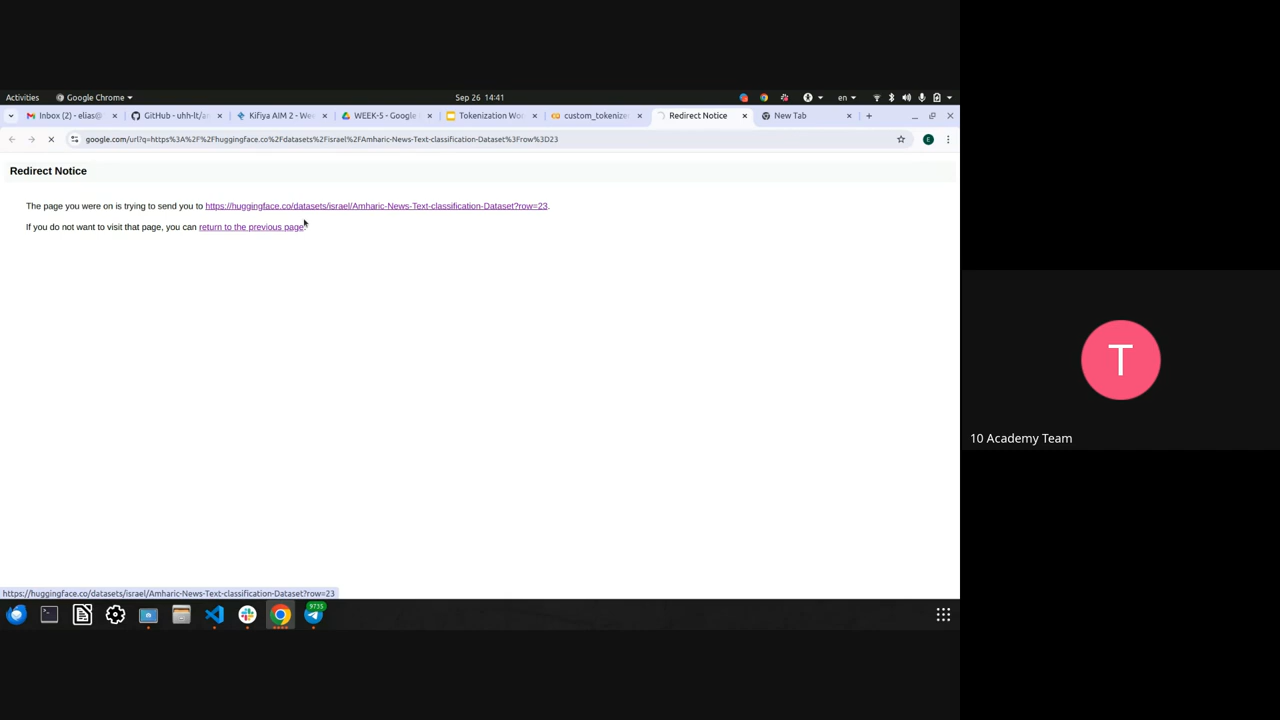 Activities
Google Chrome
Sep 26 14:41
en
Inbox (2) - elias@
GitHub - uhh-lt/a
Kifiya AIM 2 - We
WEEK-5 - Google
Tokenization Wo
custom_tokenize
Redirect Notice
New Tab
google.com/url?q=https%3A%2F%2Fhuggingface.co%2Fdatasets%2Fisrael%2FAmharic-News-Text-classification-Dataset%3Frow%3D23
E
Redirect Notice
The page you were on is trying to send you to https://huggingface.co/datasets/israel/Amharic-News-Text-classification-Dataset?row=23.
If you do not want to visit that page, you can return to the previous page.
T
10 Academy Team
https://huggingface.co/datasets/israel/Amharic-News-Text-classification-Dataset?row=23
9735